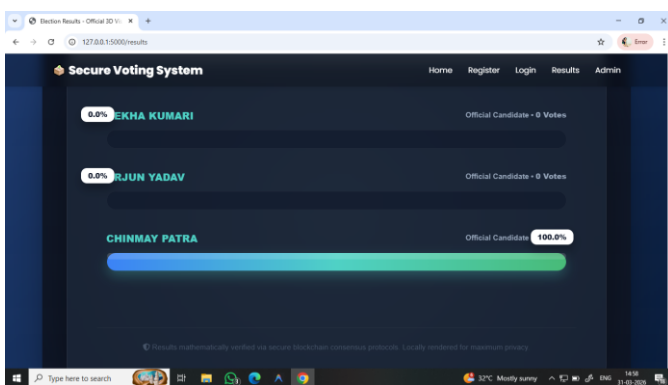 Election Results - Official 3D Vo
127.0.0.1:5000/results
Error
Secure Voting System
Home Register Login Results Admin
0.0% EKHA KUMARI Official Candidate • 0 Votes
0.0% RJUN YADAV Official Candidate • 0 Votes
CHINMAY PATRA Official Candidate 100.0%
Results mathematically verified via secure blockchain consensus protocols. Locally rendered for maximum privacy.
Type here to search
32°C Mostly sunny
ENG
14:58
31-03-2026